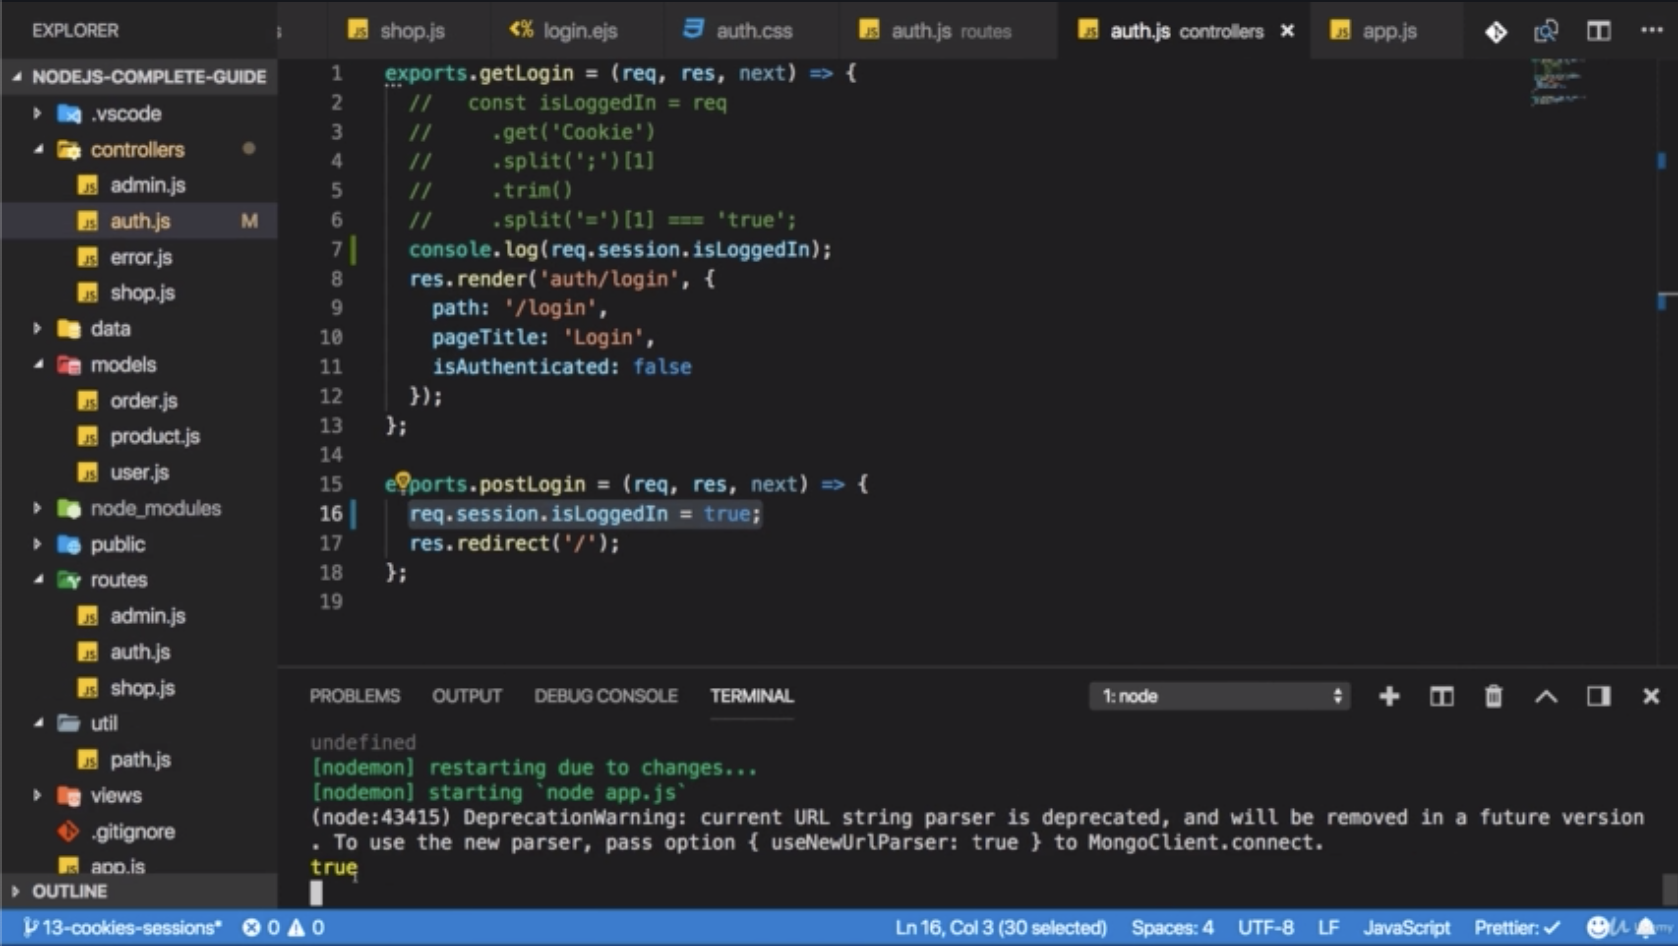 EXPLORER
s
shop.js
<% login.ejs
auth.css
auth.js routes
auth.js controllers
app.js
NODEJS-COMPLETE-GUIDE
.vscode
controllers
admin.js
auth.js M
error.js
shop.js
data
models
order.js
product.js
user.js
node_modules
public
routes
admin.js
auth.js
shop.js
util
path.js
views
.gitignore
app.js
OUTLINE
1 exports.getLogin = (req, res, next) => {
2 // const isLoggedIn = req
3 // .get('Cookie')
4 // .split(';')[1]
5 // .trim()
6 // .split('=')[1] === 'true';
7 console.log(req.session.isLoggedIn);
8 res.render('auth/login', {
9 path: '/login',
10 pageTitle: 'Login',
11 isAuthenticated: false
12 });
13 };
14
15 exports.postLogin = (req, res, next) => {
16 req.session.isLoggedIn = true;
17 res.redirect('/');
18 };
19
PROBLEMS OUTPUT DEBUG CONSOLE TERMINAL 1: node
undefined
[nodemon] restarting due to changes...
[nodemon] starting `node app.js`
(node:43415) DeprecationWarning: current URL string parser is deprecated, and will be removed in a future version
. To use the new parser, pass option { useNewUrlParser: true } to MongoClient.connect.
true
13-cookies-sessions* 0 0 Ln 16, Col 3 (30 selected) Spaces: 4 UTF-8 LF JavaScript Prettier: ✓